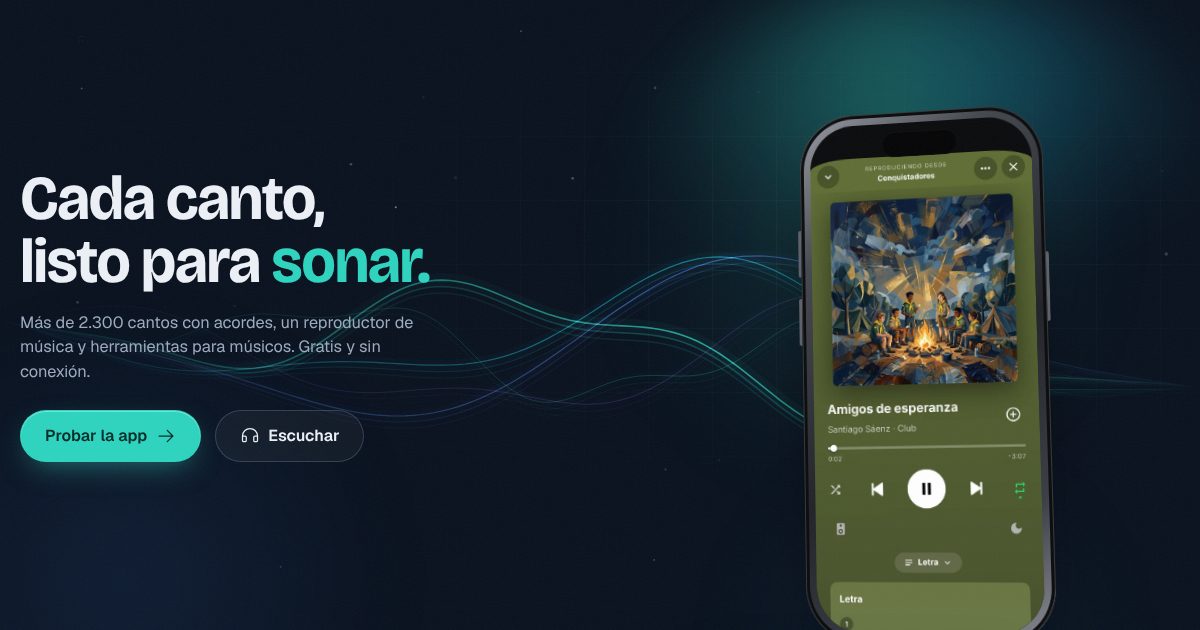 Cada canto,
listo para sonar.
Más de 2.300 cantos con acordes, un reproductor de
música y herramientas para músicos. Gratis y sin
conexión.
Probar la app →
Escuchar
REPRODUCIENDO DESDE
Conquistadores
Amigos de esperanza
Santiago Sáenz · Club
0:02
-3:07
Letra
Letra
1